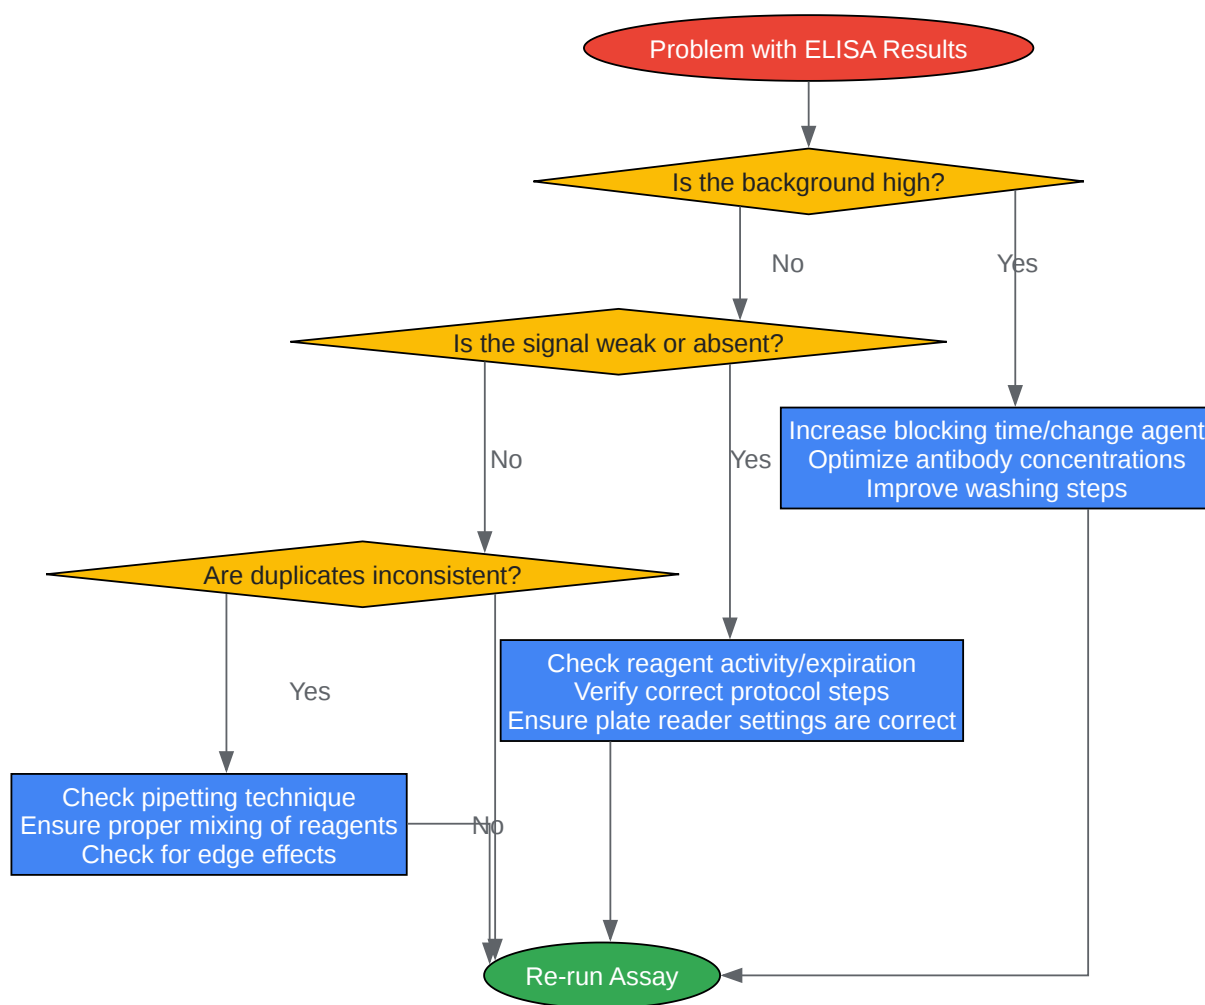 Problem with ELISA Results
Is the background high?
No
Yes
Is the signal weak or absent?
Increase blocking time/change agent
Optimize antibody concentrations
Improve washing steps
No
Yes
Are duplicates inconsistent?
Check reagent activity/expiration
Verify correct protocol steps
Ensure plate reader settings are correct
Yes
Check pipetting technique
Ensure proper mixing of reagents
Check for edge effects
No
Re-run Assay